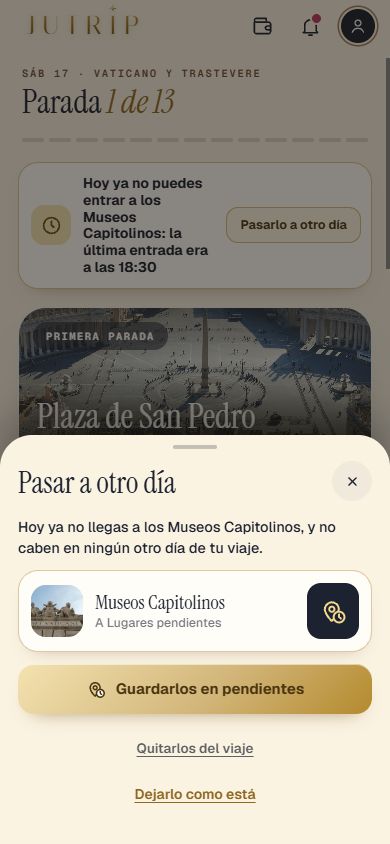 JUTRIP
SÁB 17 · VATICANO Y TRASTEVERE
Parada 1 de 13
Hoy ya no puedes
entrar a los
Museos
Capitolinos: la
última entrada era
a las 18:30
Pasarlo a otro día
PRIMERA PARADA
Plaza de San Pedro
Pasar a otro día
Hoy ya no llegas a los Museos Capitolinos, y no
caben en ningún otro día de tu viaje.
Museos Capitolinos
A Lugares pendientes
Guardarlos en pendientes
Quitarlos del viaje
Dejarlo como está